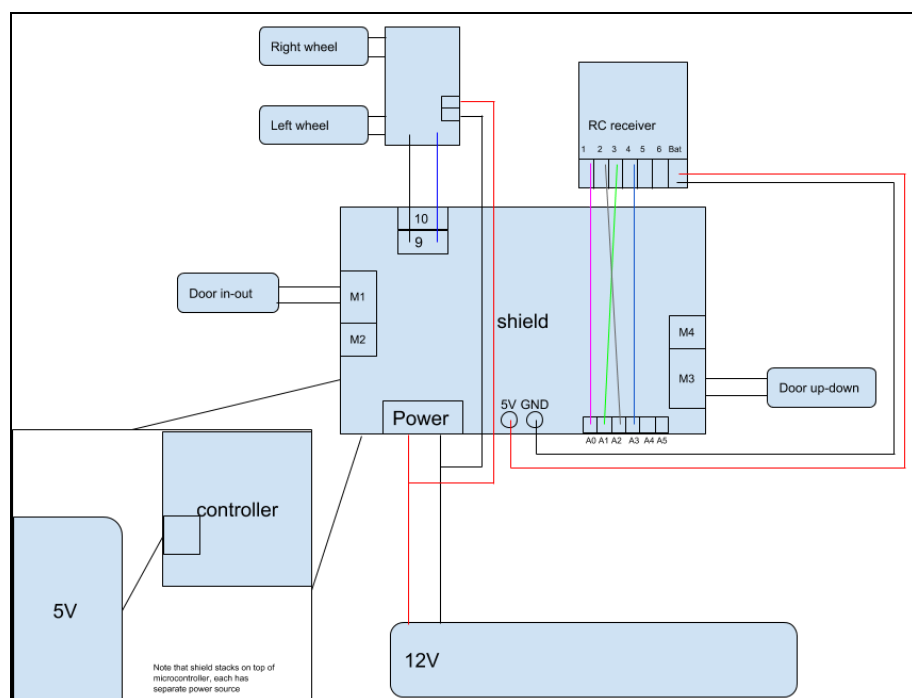 Right wheel
Left wheel
RC receiver
1 2 3 4 5 6 Bat
10
9
Door in-out
M1
M2
shield
M4
M3
Door up-down
Power
5V GND
A0 A1 A2 A3 A4 A5
controller
5V
12V
Note that shield stacks on top of
microcontroller, each has
separate power source